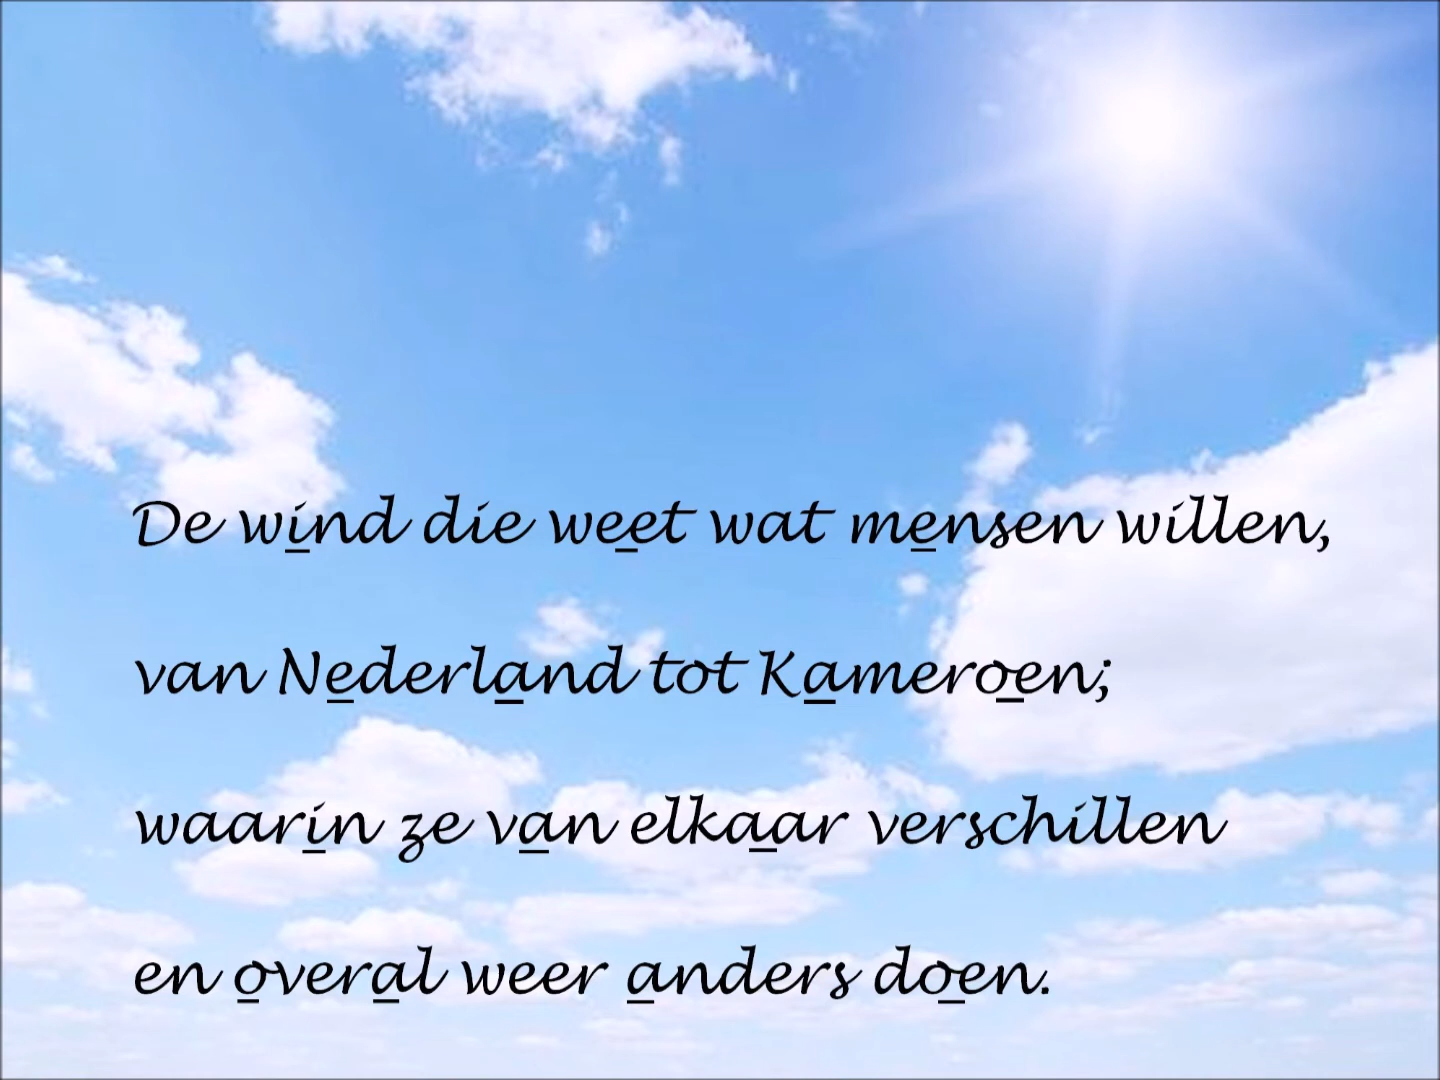 De wind die weet wat mensen willen,
van Nederland tot Kameroen;
waarin ze van elkaar verschillen
en overal weer anders doen.